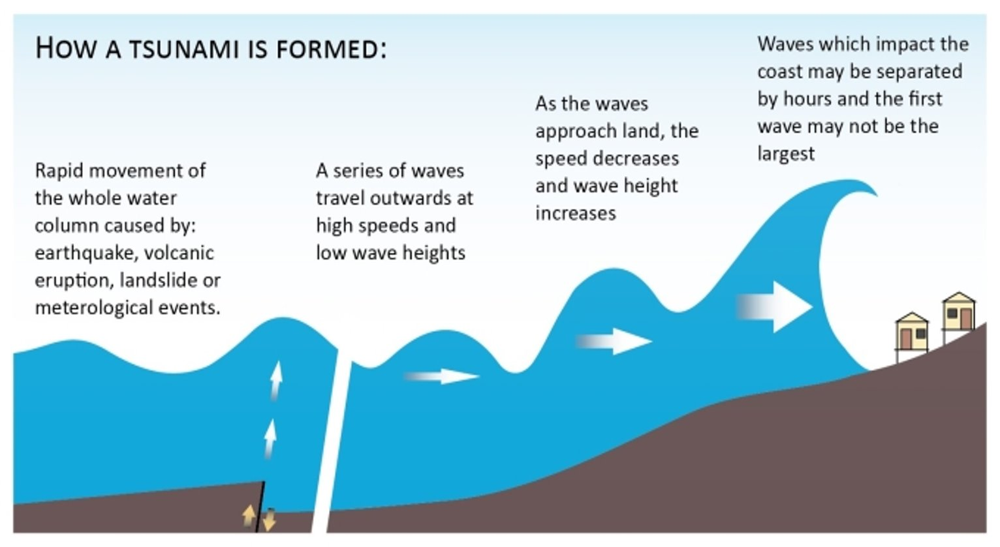 HOW A TSUNAMI IS FORMED:
Rapid movement of
the whole water
column caused by:
earthquake, volcanic
eruption, landslide or
meterological events.
A series of waves
travel outwards at
high speeds and
low wave heights
As the waves
approach land, the
speed decreases
and wave height
increases
Waves which impact the
coast may be separated
by hours and the first
wave may not be the
largest